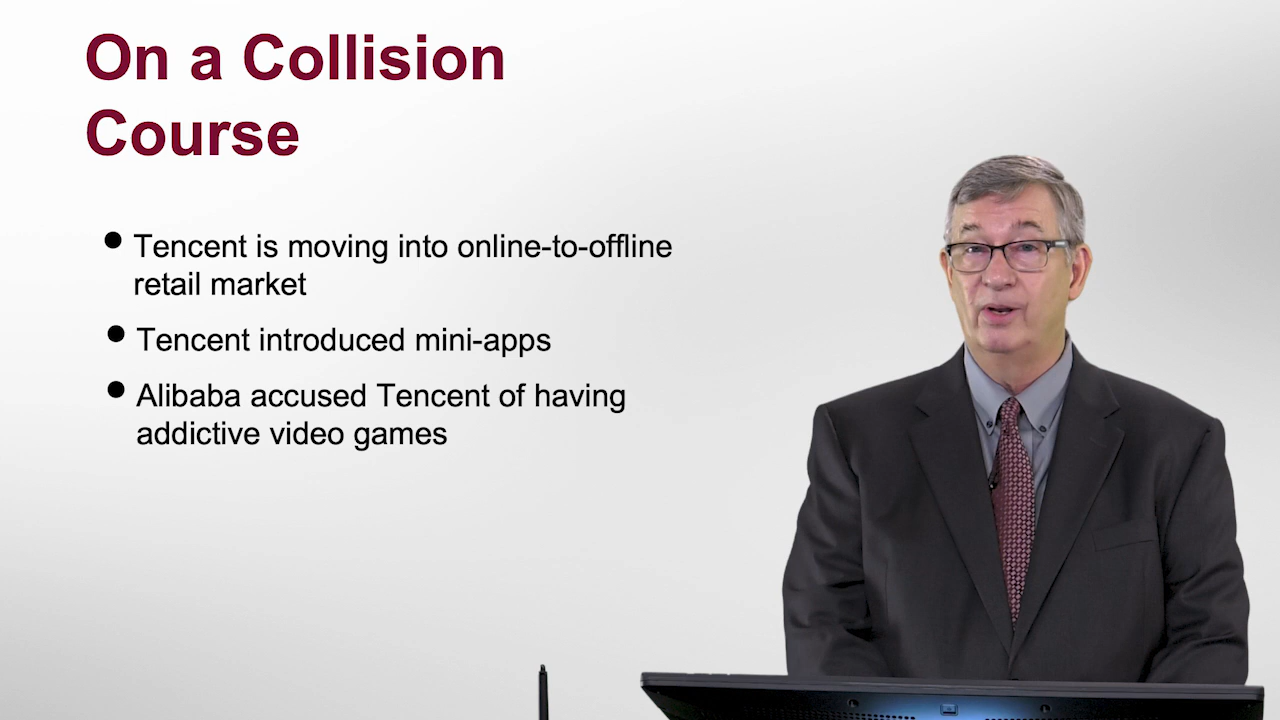 On a Collision
Course
• Tencent is moving into online-to-offline
retail market
• Tencent introduced mini-apps
• Alibaba accused Tencent of having
addictive video games